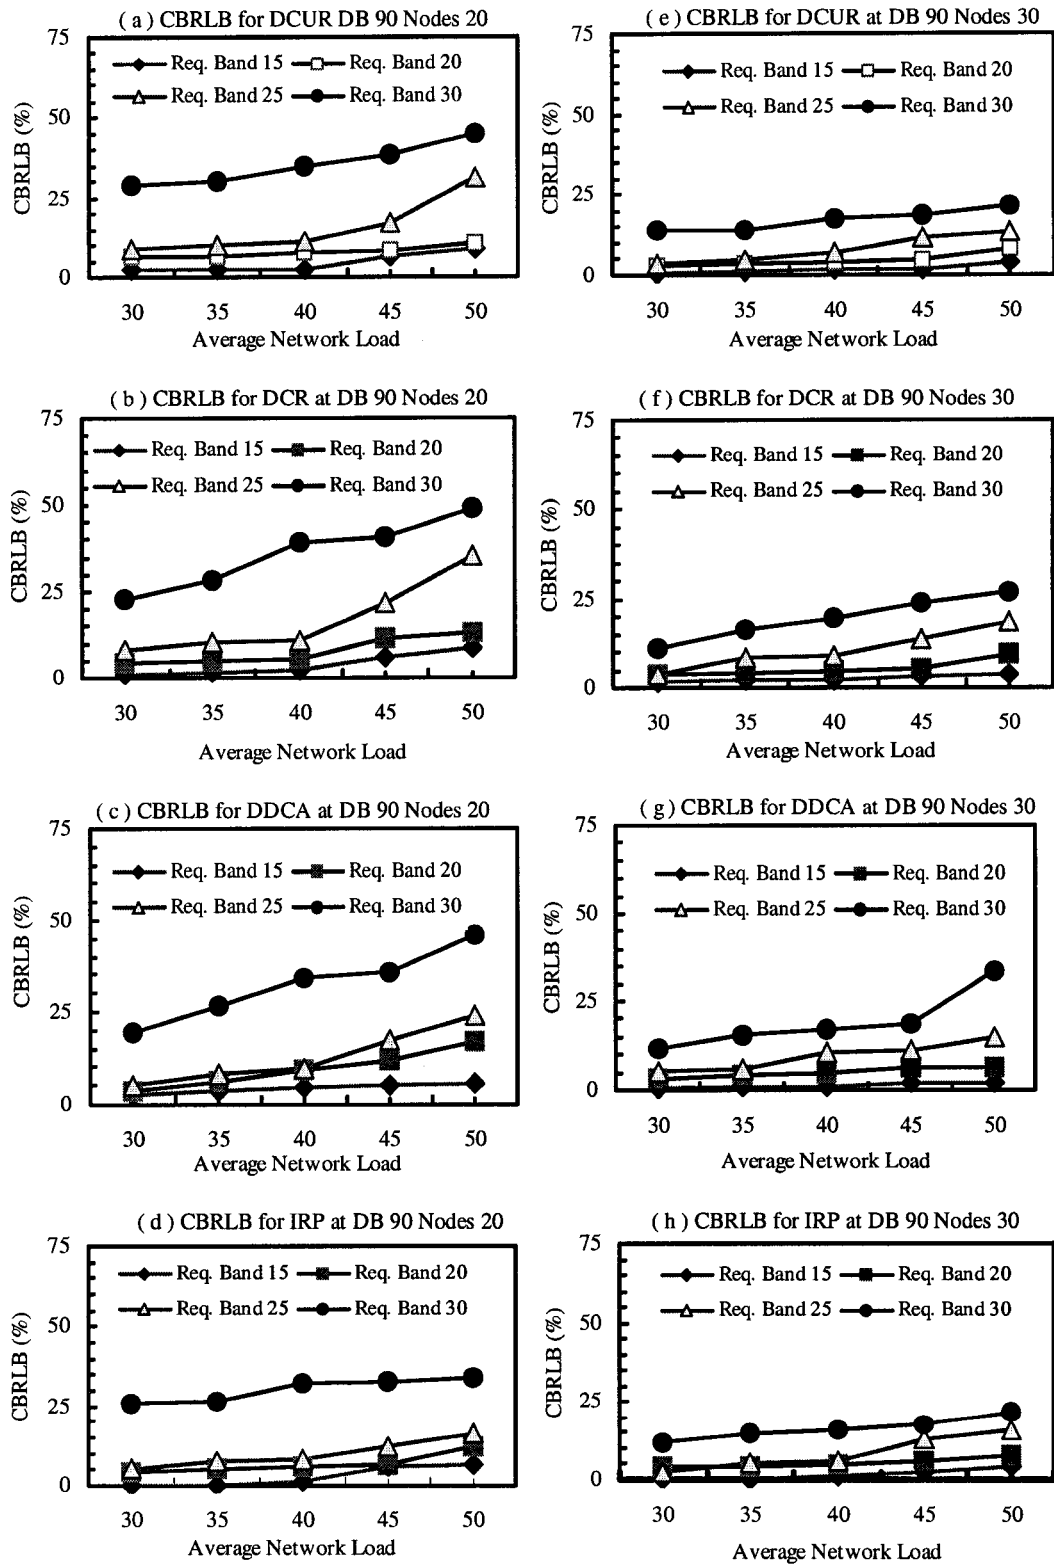 ( a ) CBRLB for DCUR DB 90 Nodes 20
75
50
25
0
CBRLB (%)
Req. Band 15
Req. Band 20
Req. Band 25
Req. Band 30
30 35 40 45 50
Average Network Load
( e ) CBRLB for DCUR at DB 90 Nodes 30
75
50
25
0
CBRLB (%)
Req. Band 15
Req. Band 20
Req. Band 25
Req. Band 30
30 35 40 45 50
Average Network Load
( b ) CBRLB for DCR at DB 90 Nodes 20
75
50
25
0
CBRLB (%)
Req. Band 15
Req. Band 20
Req. Band 25
Req. Band 30
30 35 40 45 50
Average Network Load
( f ) CBRLB for DCR at DB 90 Nodes 30
75
50
25
0
CBRLB (%)
Req. Band 15
Req. Band 20
Req. Band 25
Req. Band 30
30 35 40 45 50
Average Network Load
( c ) CBRLB for DDCA at DB 90 Nodes 20
75
50
25
0
CBRLB (%)
Req. Band 15
Req. Band 20
Req. Band 25
Req. Band 30
30 35 40 45 50
Average Network Load
( g ) CBRLB for DDCA at DB 90 Nodes 30
75
50
25
0
CBRLB (%)
Req. Band 15
Req. Band 20
Req. Band 25
Req. Band 30
30 35 40 45 50
Average Network Load
( d ) CBRLB for IRP at DB 90 Nodes 20
75
50
25
0
CBRLB (%)
Req. Band 15
Req. Band 20
Req. Band 25
Req. Band 30
30 35 40 45 50
Average Network Load
( h ) CBRLB for IRP at DB 90 Nodes 30
75
50
25
0
CBRLB (%)
Req. Band 15
Req. Band 20
Req. Band 25
Req. Band 30
30 35 40 45 50
Average Network Load